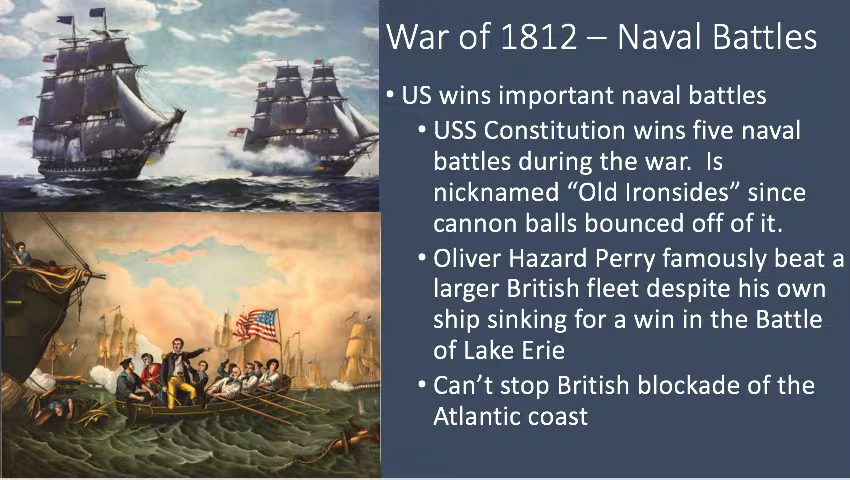 War of 1812 – Naval Battles
• US wins important naval battles
• USS Constitution wins five naval
battles during the war.  Is
nicknamed “Old Ironsides” since
cannon balls bounced off of it.
• Oliver Hazard Perry famously beat a
larger British fleet despite his own
ship sinking for a win in the Battle
of Lake Erie
• Can’t stop British blockade of the
Atlantic coast